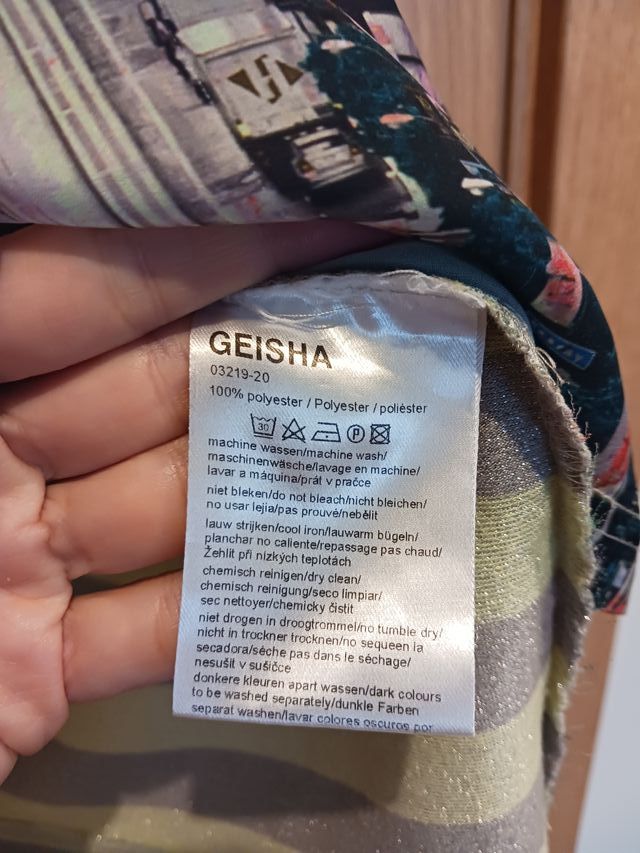 GEISHA
03219-20
100% polyester / Polyester / poliéster
30 P
machine wassen/machine wash/
maschinenwäsche/lavage en machine/
lavar a máquina/prát v pračce
niet bleken/do not bleach/nicht bleichen/
no usar lejia/pas prouvé/nebělit
lauw strijken/cool iron/lauwarm bügeln/
planchar no caliente/repassage pas chaud/
Žehlit při nízkých teplotách
chemisch reinigen/dry clean/
chemisch reinigung/seco limpiar/
sec nettoyer/chemicky čistit
niet drogen in droogtrommel/no tumble dry/
nicht in trockner trocknen/no sequeen la
secadora/séche pas dans le séchage/
nesušit v sušičce
donkere kleuren apart wassen/dark colours
to be washed separately/dunkle Farben
separat washen/lavar colores oscuros por